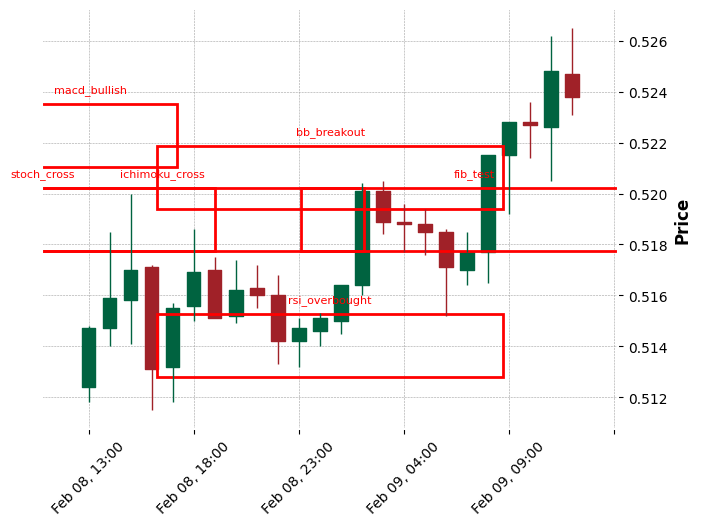 macd_bullish
bb_breakout
stoch_cross
ichimoku_cross
fib_test
rsi_overbought
0.526
0.524
0.522
0.520
0.518
0.516
0.514
0.512
Price
Feb 08, 13:00
Feb 08, 18:00
Feb 08, 23:00
Feb 09, 04:00
Feb 09, 09:00